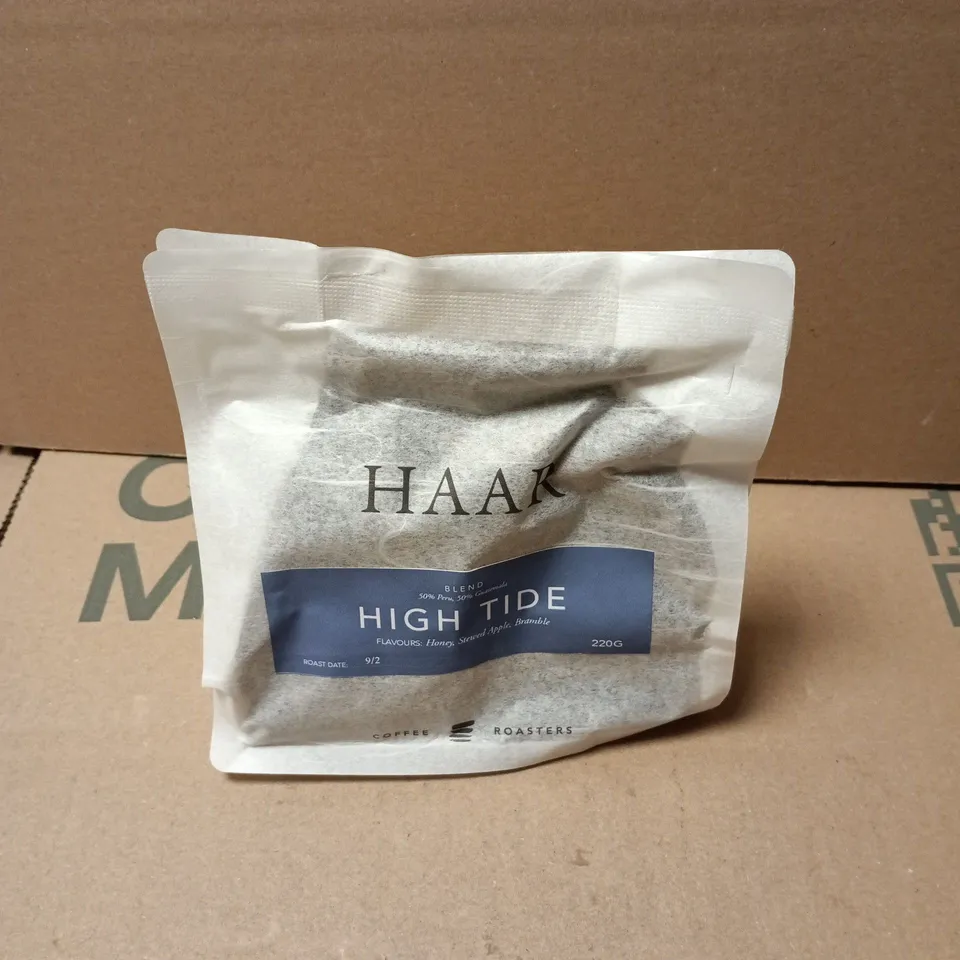 HAAR
BLEND
50% Peru, 50% Guatemala
HIGH TIDE
FLAVOURS: Honey, Stewed Apple, Bramble
220G
ROAST DATE: 9/2
COFFEE ROASTERS